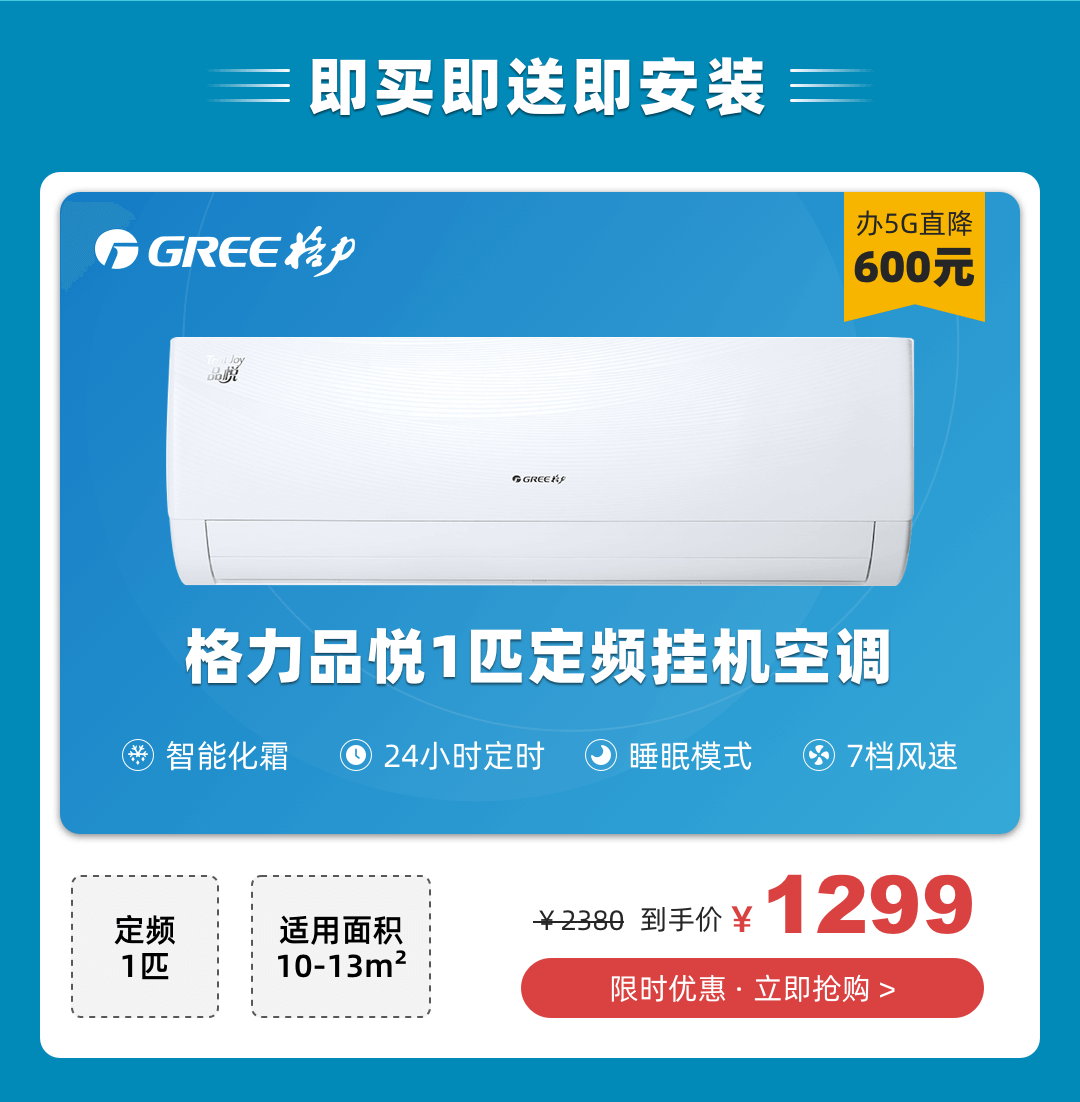 即买即送即安装
GREE格力
办5G直降
600元
品悦
GREE格力
格力品悦1匹定频挂机空调
智能化霜
24小时定时
睡眠模式
7档风速
定频
1匹
适用面积
10-13m²
￥2380 到手价 ￥1299
限时优惠 · 立即抢购 >